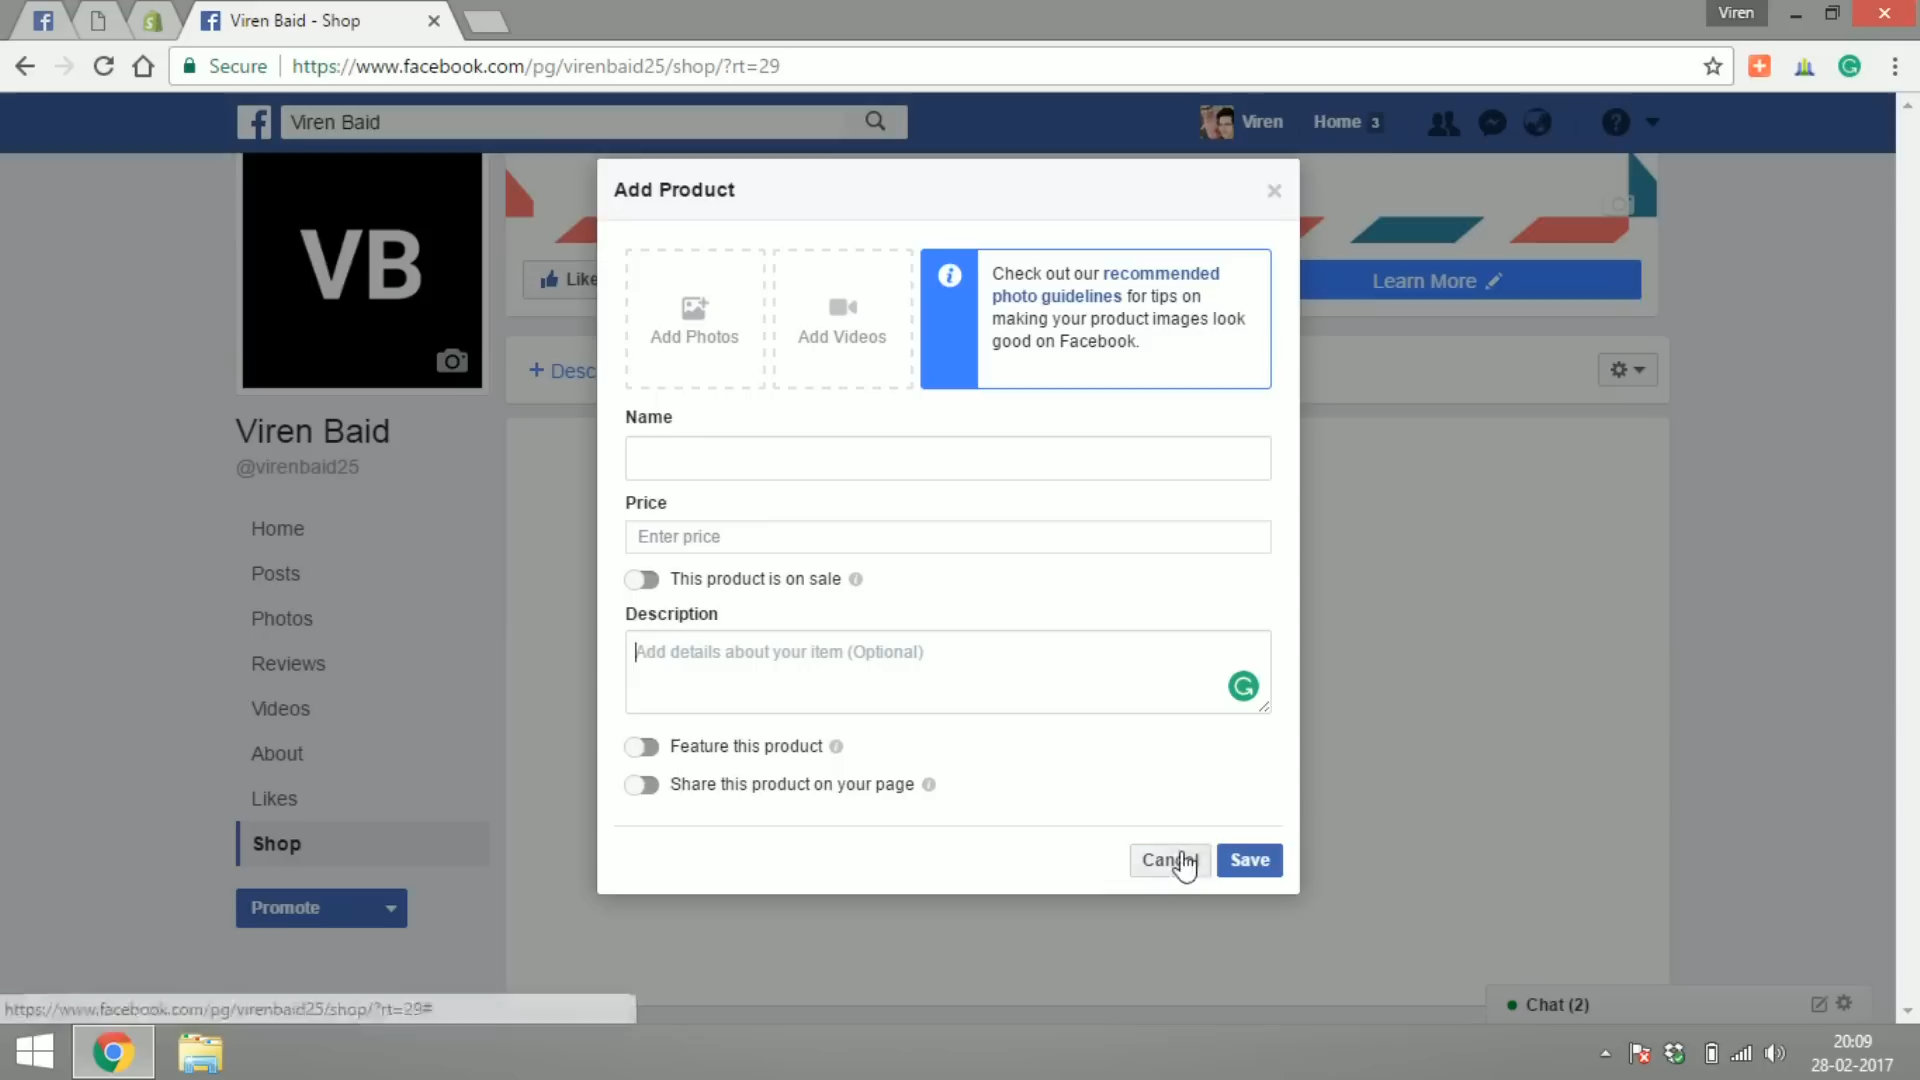 Viren Baid - Shop
Viren
Secure
https://www.facebook.com/pg/virenbaid25/shop/?rt=29
Viren Baid
Viren
Home 3
Add Product
VB
Like
Learn More
Add Photos
Add Videos
Check out our recommended
photo guidelines for tips on
making your product images look
good on Facebook.
+ Desc
Viren Baid
@virenbaid25
Home
Posts
Photos
Reviews
Videos
About
Likes
Shop
Promote
Name
Price
Enter price
This product is on sale
Description
Add details about your item (Optional)
Feature this product
Share this product on your page
Cancel
Save
https://www.facebook.com/pg/virenbaid25/shop/?rt=29#
Chat (2)
20:09
28-02-2017